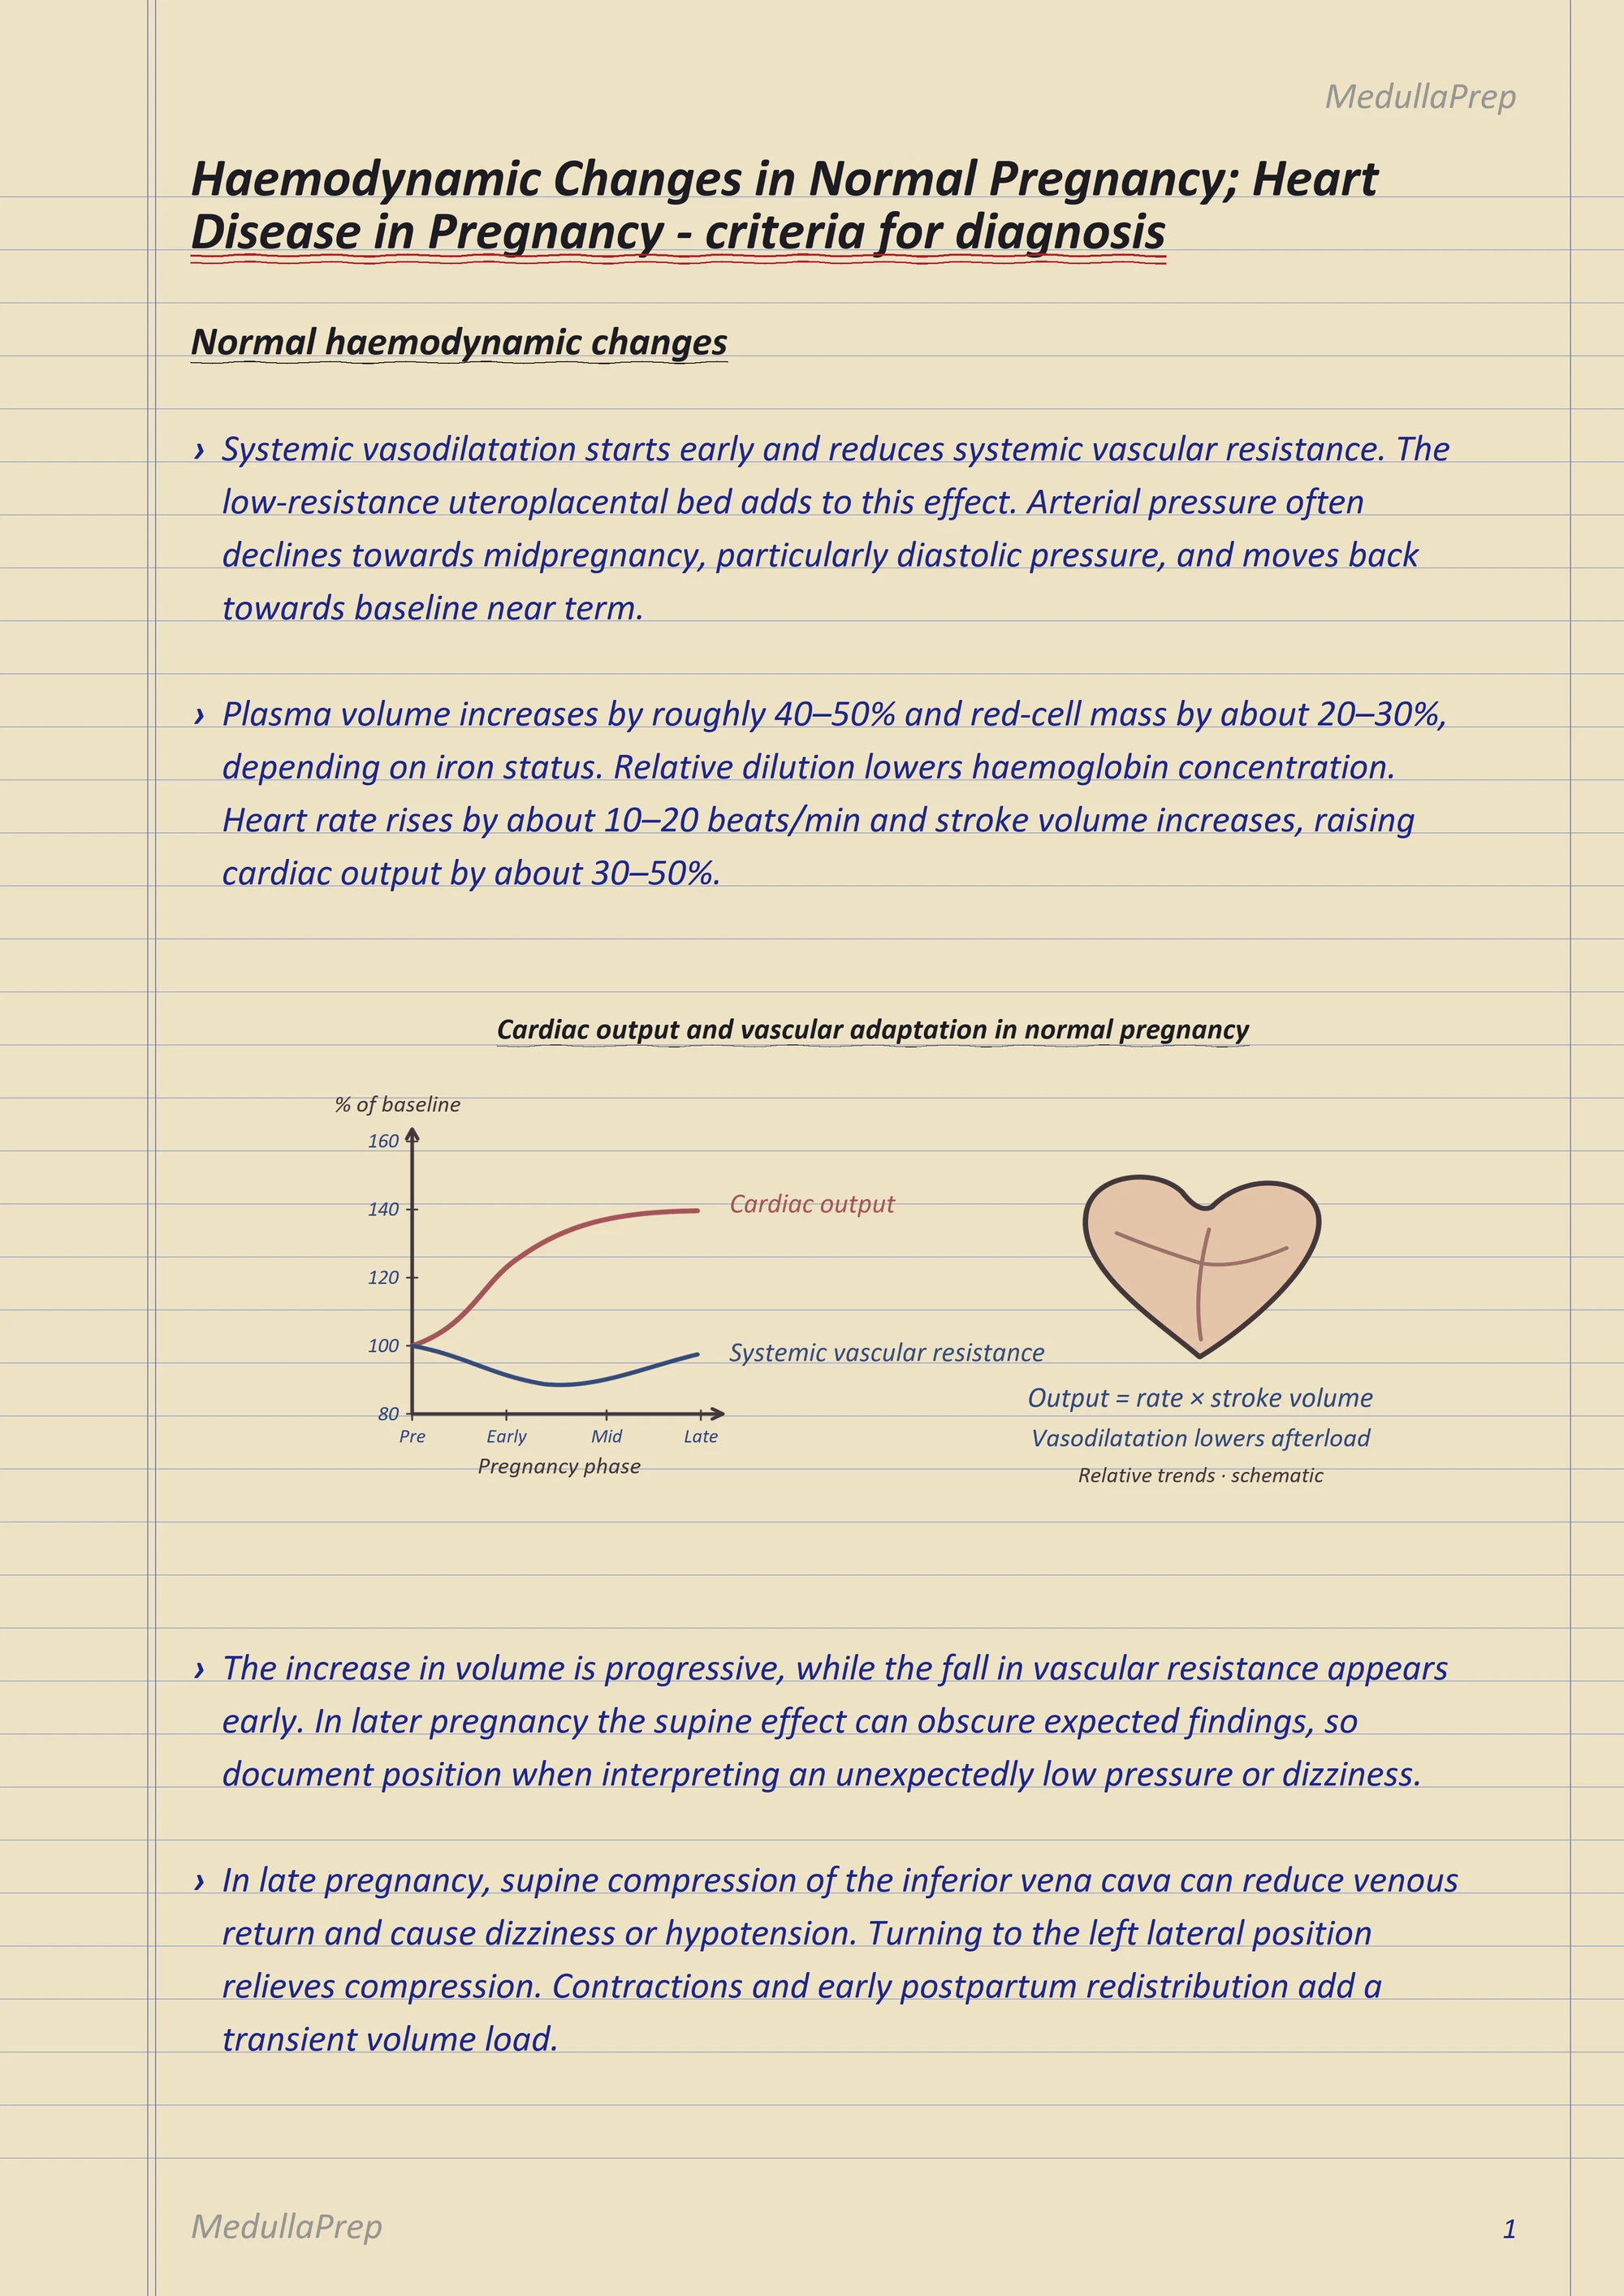 MedullaPrep
Haemodynamic Changes in Normal Pregnancy; Heart
Disease in Pregnancy - criteria for diagnosis
Normal haemodynamic changes
› Systemic vasodilatation starts early and reduces systemic vascular resistance. The
low-resistance uteroplacental bed adds to this effect. Arterial pressure often
declines towards midpregnancy, particularly diastolic pressure, and moves back
towards baseline near term.
› Plasma volume increases by roughly 40–50% and red-cell mass by about 20–30%,
depending on iron status. Relative dilution lowers haemoglobin concentration.
Heart rate rises by about 10–20 beats/min and stroke volume increases, raising
cardiac output by about 30–50%.
Cardiac output and vascular adaptation in normal pregnancy
% of baseline
160
140
Cardiac output
120
100
Systemic vascular resistance
80
Pre Early Mid Late
Pregnancy phase
Output = rate × stroke volume
Vasodilatation lowers afterload
Relative trends · schematic
› The increase in volume is progressive, while the fall in vascular resistance appears
early. In later pregnancy the supine effect can obscure expected findings, so
document position when interpreting an unexpectedly low pressure or dizziness.
› In late pregnancy, supine compression of the inferior vena cava can reduce venous
return and cause dizziness or hypotension. Turning to the left lateral position
relieves compression. Contractions and early postpartum redistribution add a
transient volume load.
MedullaPrep
1